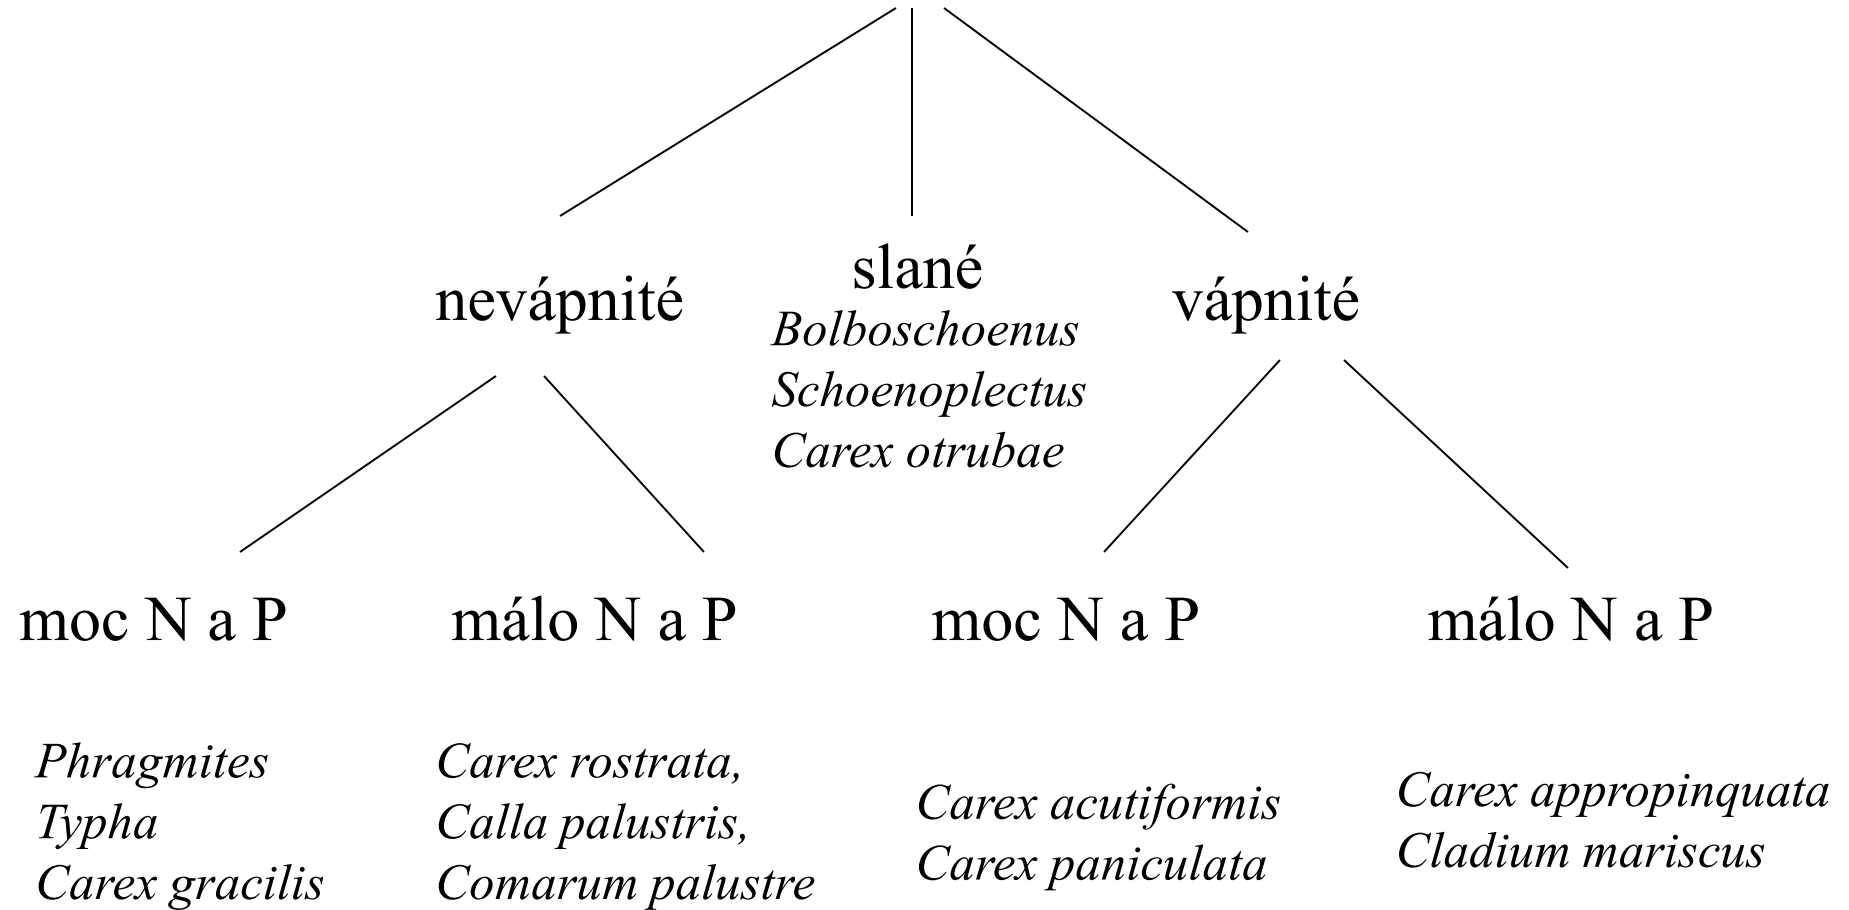 nevápnité
slané
vápnité
Bolboschoenus
Schoenoplectus
Carex otrubae
moc N a P
málo N a P
moc N a P
málo N a P
Phragmites
Typha
Carex gracilis
Carex rostrata,
Calla palustris,
Comarum palustre
Carex acutiformis
Carex paniculata
Carex appropinquata
Cladium mariscus